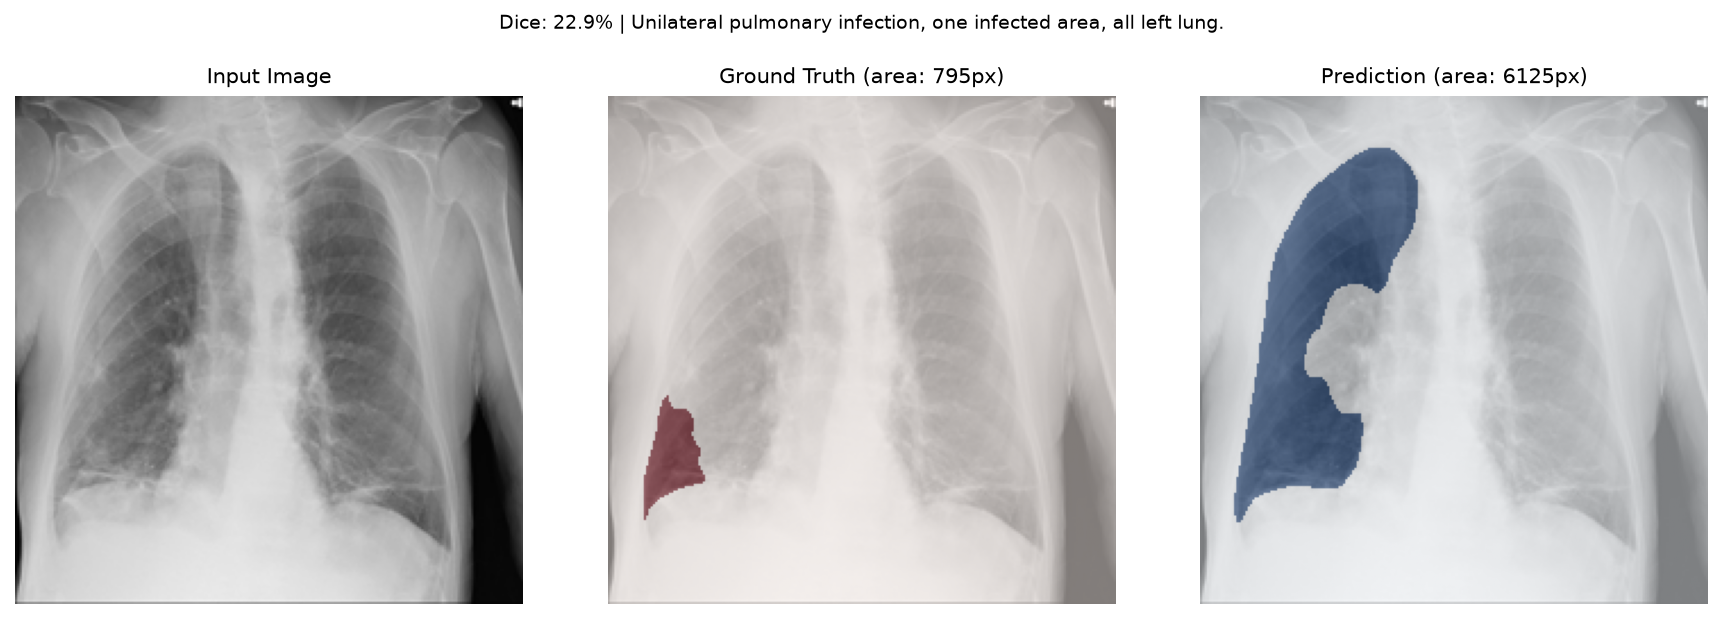 Dice: 22.9% | Unilateral pulmonary infection, one infected area, all left lung.
Input Image
Ground Truth (area: 795px)
Prediction (area: 6125px)